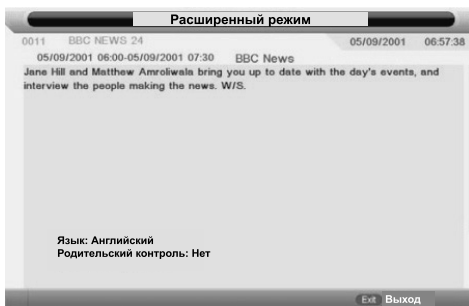 Расширенный режим
0011 BBC NEWS 24 05/09/2001 06:57:38
05/09/2001 06:00-05/09/2001 07:30 BBC News
Jane Hill and Matthew Amroliwala bring you up to date with the day's events, and
interview the people making the news. W/S.
Язык: Английский
Родительский контроль: Нет
Exit Выход